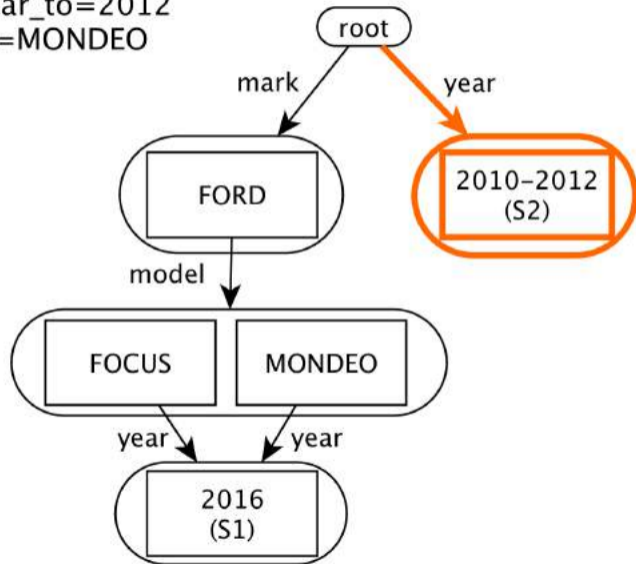 ar_to=2012
=MONDEO
root
mark
year
FORD
2010-2012
(S2)
model
FOCUS
MONDEO
year
year
2016
(S1)